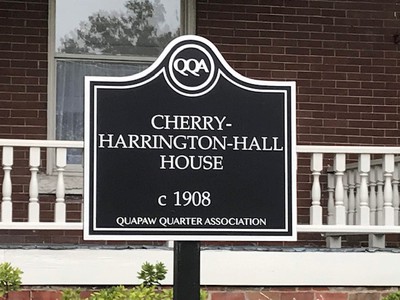 QQA
CHERRY-
HARRINGTON-HALL
HOUSE
c 1908
QUAPAW QUARTER ASSOCIATION